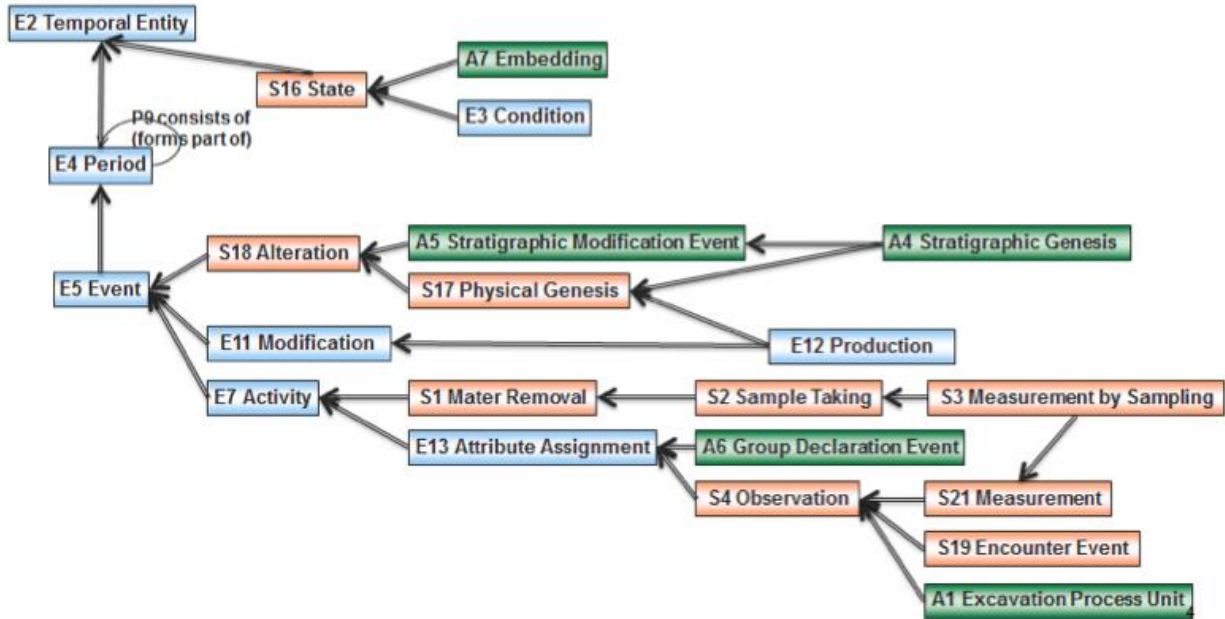 E2 Temporal Entity
A7 Embedding
S16 State
E3 Condition
P9 consists of
(forms part of)
E4 Period
A5 Stratigraphic Modification Event
A4 Stratigraphic Genesis
S18 Alteration
S17 Physical Genesis
E5 Event
E11 Modification
E12 Production
E7 Activity
S1 Mater Removal
S2 Sample Taking
S3 Measurement by Sampling
E13 Attribute Assignment
A6 Group Declaration Event
S4 Observation
S21 Measurement
S19 Encounter Event
A1 Excavation Process Unit
4